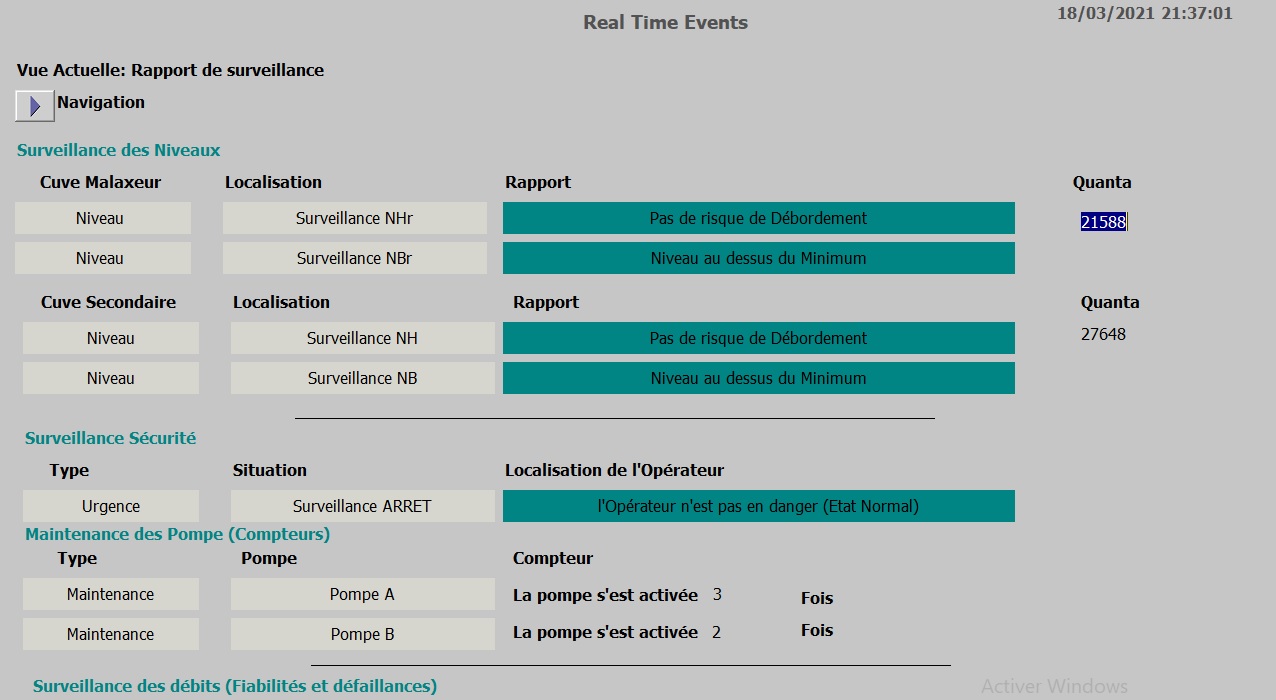 Real Time Events
18/03/2021 21:37:01
Vue Actuelle: Rapport de surveillance
Navigation
Surveillance des Niveaux
Cuve Malaxeur Localisation Rapport Quanta
Niveau Surveillance NHr Pas de risque de Débordement 21588
Niveau Surveillance NBr Niveau au dessus du Minimum
Cuve Secondaire Localisation Rapport Quanta
Niveau Surveillance NH Pas de risque de Débordement 27648
Niveau Surveillance NB Niveau au dessus du Minimum
Surveillance Sécurité
Type Situation Localisation de l'Opérateur
Urgence Surveillance ARRET l'Opérateur n'est pas en danger (Etat Normal)
Maintenance des Pompe (Compteurs)
Type Pompe Compteur
Maintenance Pompe A La pompe s'est activée 3 Fois
Maintenance Pompe B La pompe s'est activée 2 Fois
Surveillance des débits (Fiabilités et défaillances)
Activer Windows